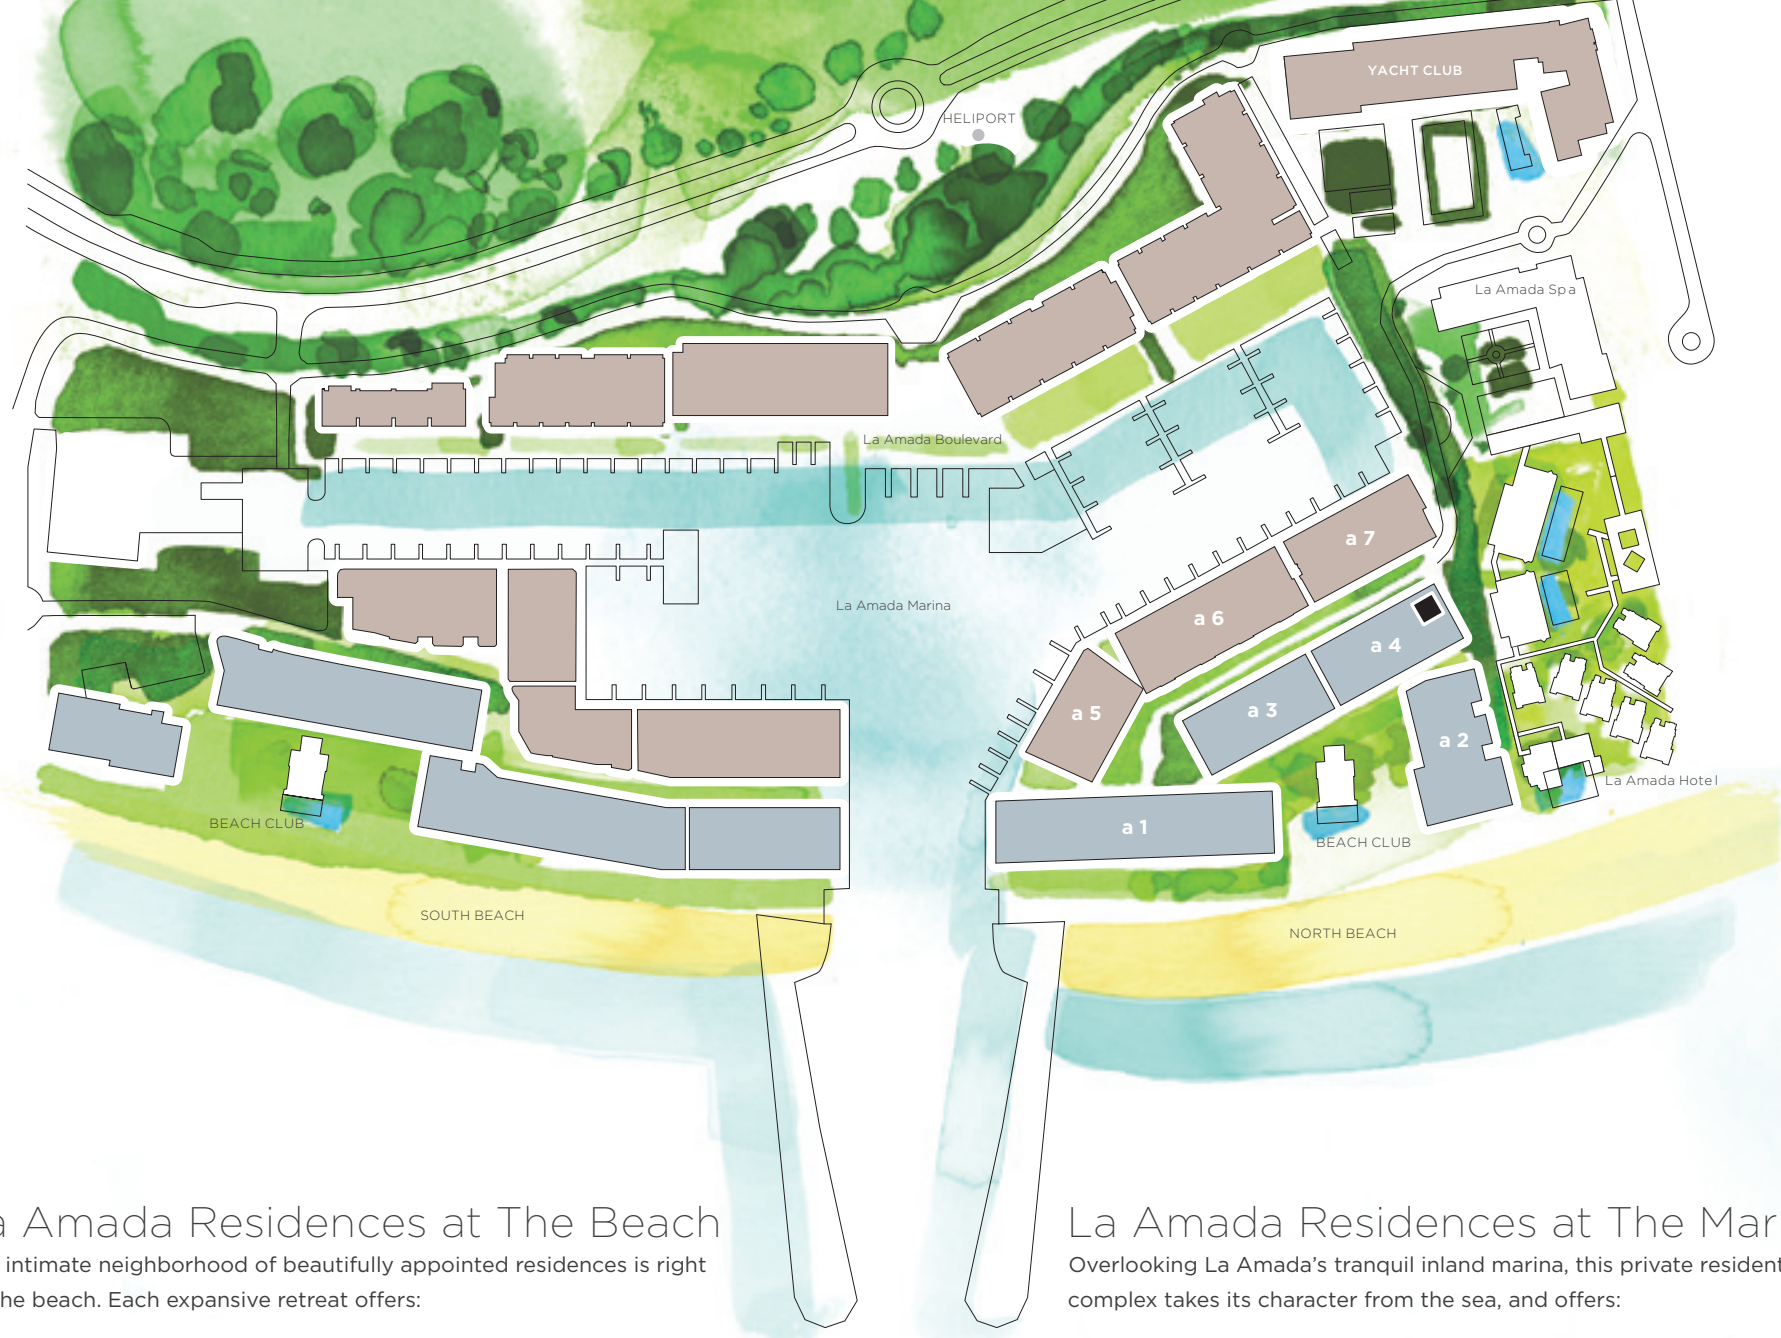 YACHT CLUB
HELIPORT
La Amada Spa
La Amada Boulevard
a 7
La Amada Marina
a 6
a 4
a 5
a 3
a 2
La Amada Hotel
a 1
BEACH CLUB
BEACH CLUB
SOUTH BEACH
NORTH BEACH
a Amada Residences at The Beach
intimate neighborhood of beautifully appointed residences is right
he beach. Each expansive retreat offers:
La Amada Residences at The Mar
Overlooking La Amada's tranquil inland marina, this private resident
complex takes its character from the sea, and offers: